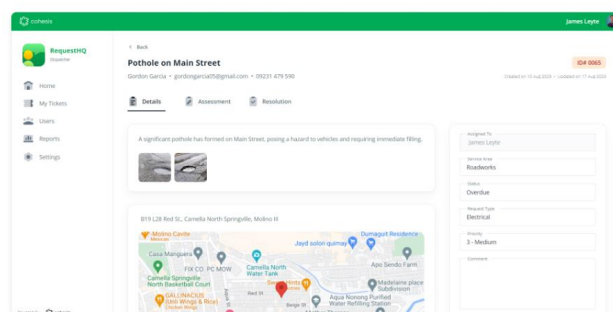 cohesis
James Leyte
RequestHQ
Dispatcher
Home
My Tickets
Users
Reports
Settings
Back
Pothole on Main Street
ID# 0065
Gordon Garcia • gordongarcia05@gmail.com • 09231 479 590
Details
Assessment
Resolution
A significant pothole has formed on Main Street, posing a hazard to vehicles and requiring immediate filling.
Assigned To
James Leyte
Service Area
Roadworks
Status
Overdue
Request Type
Electrical
Priority
3 - Medium
Comment
B19 L28 Red St., Camella North Springville, Molino III
Molino Cavite
Dumaguit Residence
Jayd solon quimay
Casa Manguera
FIX CO. PC MOW
Camella North
Water Tank
Apo Sendo Farm
Camella Springville
North Basketball Court
Madelaine place
Subdivision
GALLINACIUS
(Unli Wings & Rice)
Red St
Beige St
Aqua Nonong Purified
Water Refilling Station